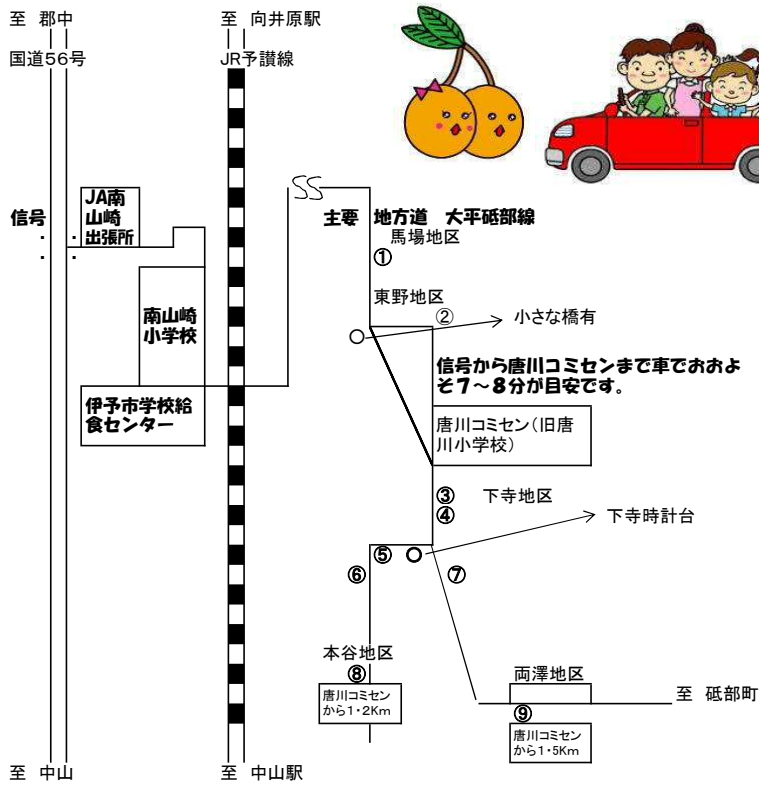 至 郡中
至 向井原駅
国道56号
JR予讃線
JA南
山崎
出張所
信号
主要 地方道 大平砥部線
馬場地区
①
東野地区
②
小さな橋有
南山崎
小学校
信号から唐川コミセンまで車でおおよ
そ7～8分が目安です。
伊予市学校給
食センター
唐川コミセン(旧唐
川小学校)
③
下寺地区
④
下寺時計台
⑤
⑥
⑦
本谷地区
⑧
唐川コミセン
から1・2Km
両澤地区
至 砥部町
⑨
唐川コミセン
から1・5Km
至 中山
至 中山駅